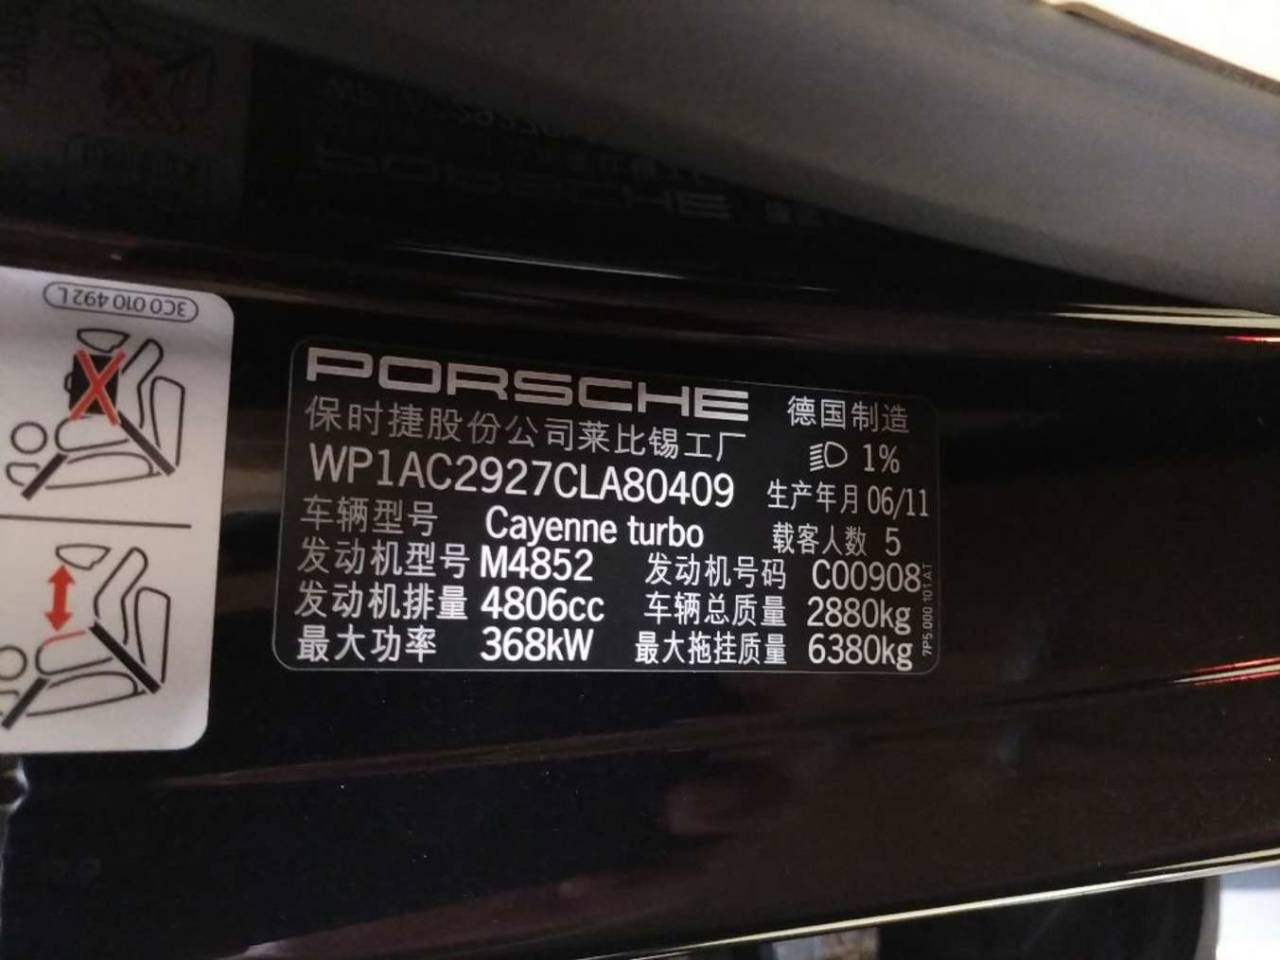 3C0 010 492 L
PORSCHE
德国制造
保时捷股份公司莱比锡工厂
1%
WP1AC2927CLA80409
生产年月 06/11
车辆型号 Cayenne turbo
载客人数 5
发动机型号 M4852 发动机号码 C00908
发动机排量 4806cc 车辆总质量 2880kg
最大功率 368kW 最大拖挂质量 6380kg
7P5.000 101.AT